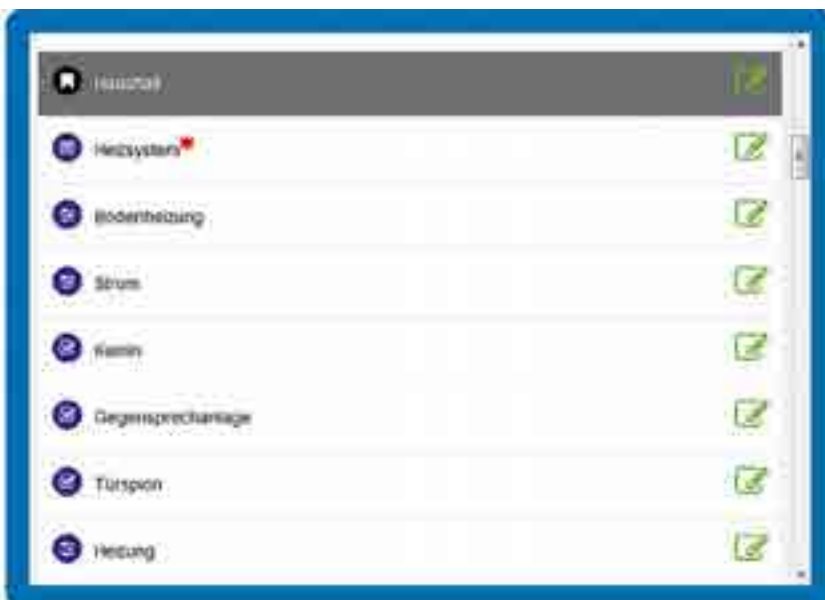 Haushalt
Heizsystem*
Bodenheizung
Strom
Kamin
Gegensprechanlage
Türspion
Heizung